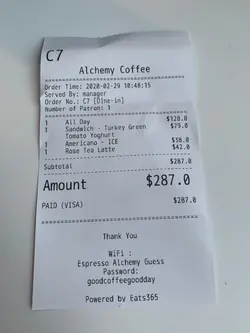 C7
Alchemy Coffee
Order Time: 2020-02-29 10:48:15
Served By: manager
Order No.: C7 [Dine-in]
Number of Patron: 1
1 All Day $128.0
1 Sandwich - Turkey Green $79.0
Tomato Yoghurt
1 Americano - ICE $38.0
1 Rose Tea Latte $42.0
Subtotal $287.0
Amount $287.0
PAID (VISA) $287.0
Thank You
WiFi :
Espresso Alchemy Guess
Password:
goodcoffeegoodday
Powered by Eats365